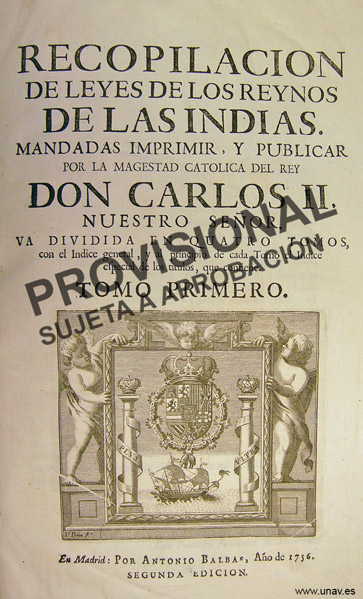 RECOPILACION
DE LEYES DE LOS REYNOS
DE LAS INDIAS.
MANDADAS IMPRIMIR, Y PUBLICAR
POR LA MAGESTAD CATOLICA DEL REY
DON CARLOS II.
NUESTRO SEÑOR,
VA DIVIDIDA EN QUATRO TOMOS,
con el Indice general, y al principio de cada Tomo el Indice
especial de los titulos, que contiene.
TOMO PRIMERO.
PROVISIONAL
SUJETA A APROBACIÓN
PLVS VLTR
En Madrid: POR ANTONIO BALBAS, Año de 1756.
SEGUNDA EDICION.
www.unav.es